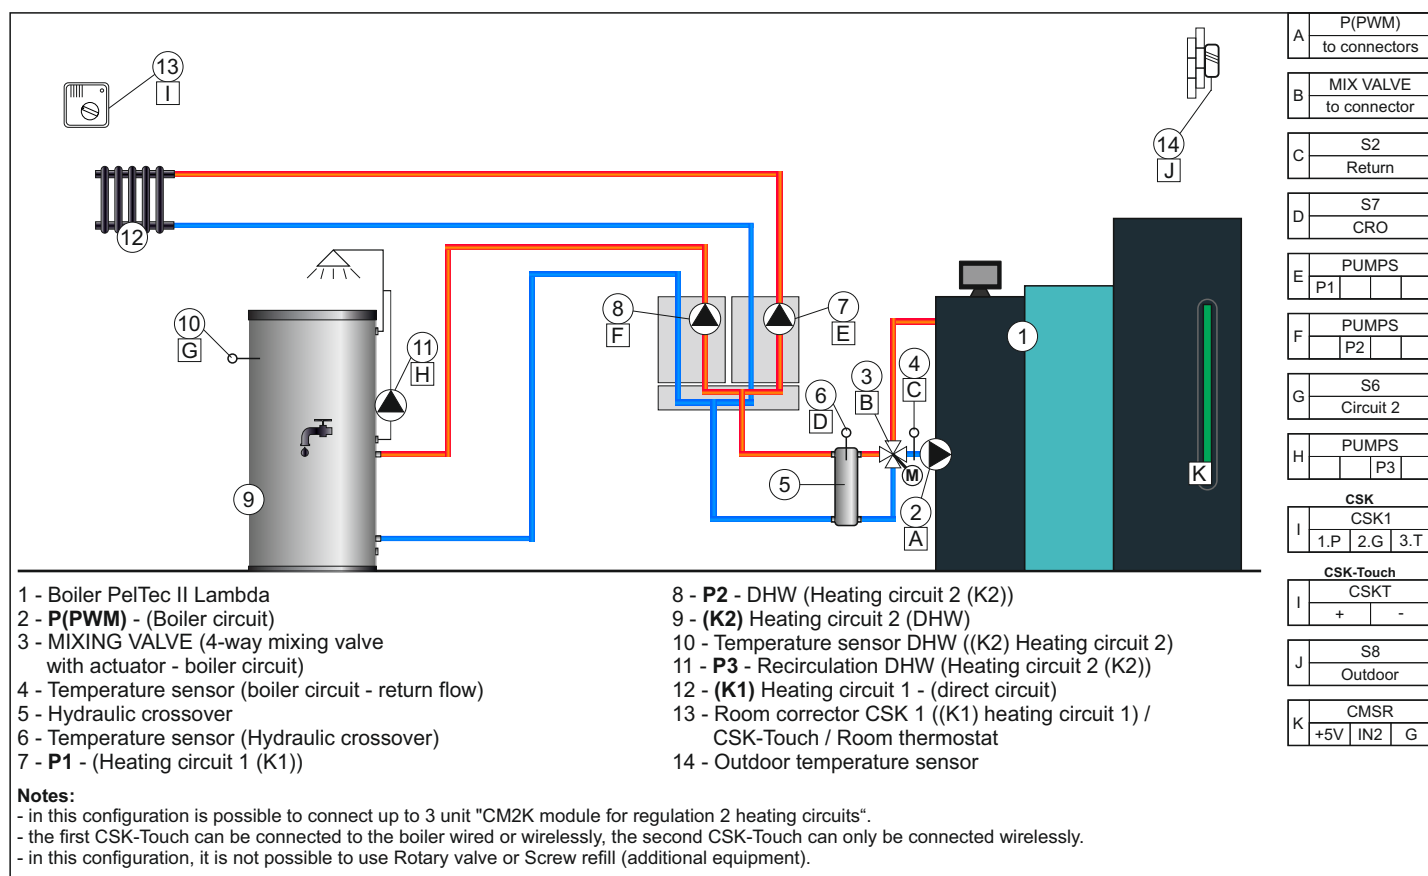 13
I
14
J
12
10
G
11
H
8
F
7
E
1
4
C
3
B
6
D
5
M
2
A
9
K
A
P(PWM)
to connectors
B
MIX VALVE
to connector
C
S2
Return
D
S7
CRO
E
PUMPS
P1
F
PUMPS
P2
G
S6
Circuit 2
H
PUMPS
P3
CSK
I
CSK1
1.P 2.G 3.T
CSK-Touch
I
CSKT
+ -
J
S8
Outdoor
K
CMSR
+5V IN2 G
1 - Boiler PelTec II Lambda
2 - P(PWM) - (Boiler circuit)
3 - MIXING VALVE (4-way mixing valve
with actuator - boiler circuit)
4 - Temperature sensor (boiler circuit - return flow)
5 - Hydraulic crossover
6 - Temperature sensor (Hydraulic crossover)
7 - P1 - (Heating circuit 1 (K1))
8 - P2 - DHW (Heating circuit 2 (K2))
9 - (K2) Heating circuit 2 (DHW)
10 - Temperature sensor DHW ((K2) Heating circuit 2)
11 - P3 - Recirculation DHW (Heating circuit 2 (K2))
12 - (K1) Heating circuit 1 - (direct circuit)
13 - Room corrector CSK 1 ((K1) heating circuit 1) /
CSK-Touch / Room thermostat
14 - Outdoor temperature sensor
Notes:
- in this configuration is possible to connect up to 3 unit "CM2K module for regulation 2 heating circuits“.
- the first CSK-Touch can be connected to the boiler wired or wirelessly, the second CSK-Touch can only be connected wirelessly.
- in this configuration, it is not possible to use Rotary valve or Screw refill (additional equipment).